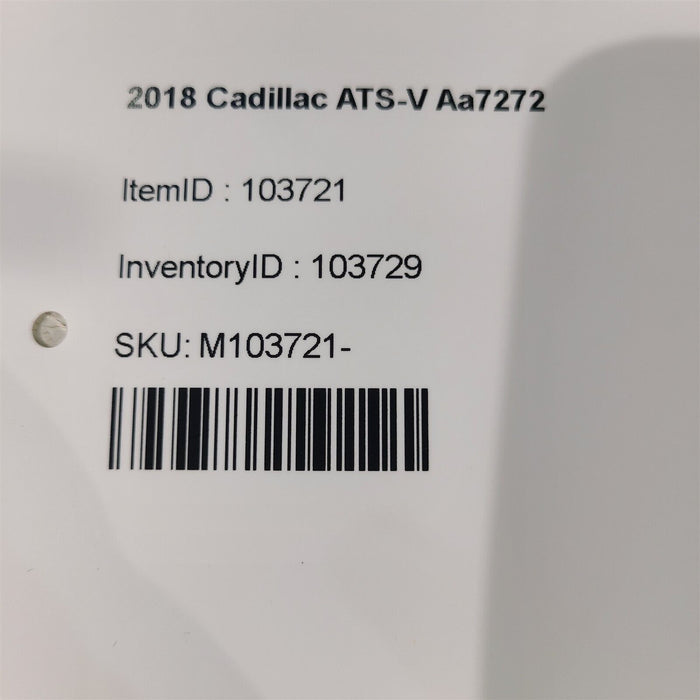 2018 Cadillac ATS-V Aa7272
ItemID : 103721
InventoryID : 103729
SKU: M103721-